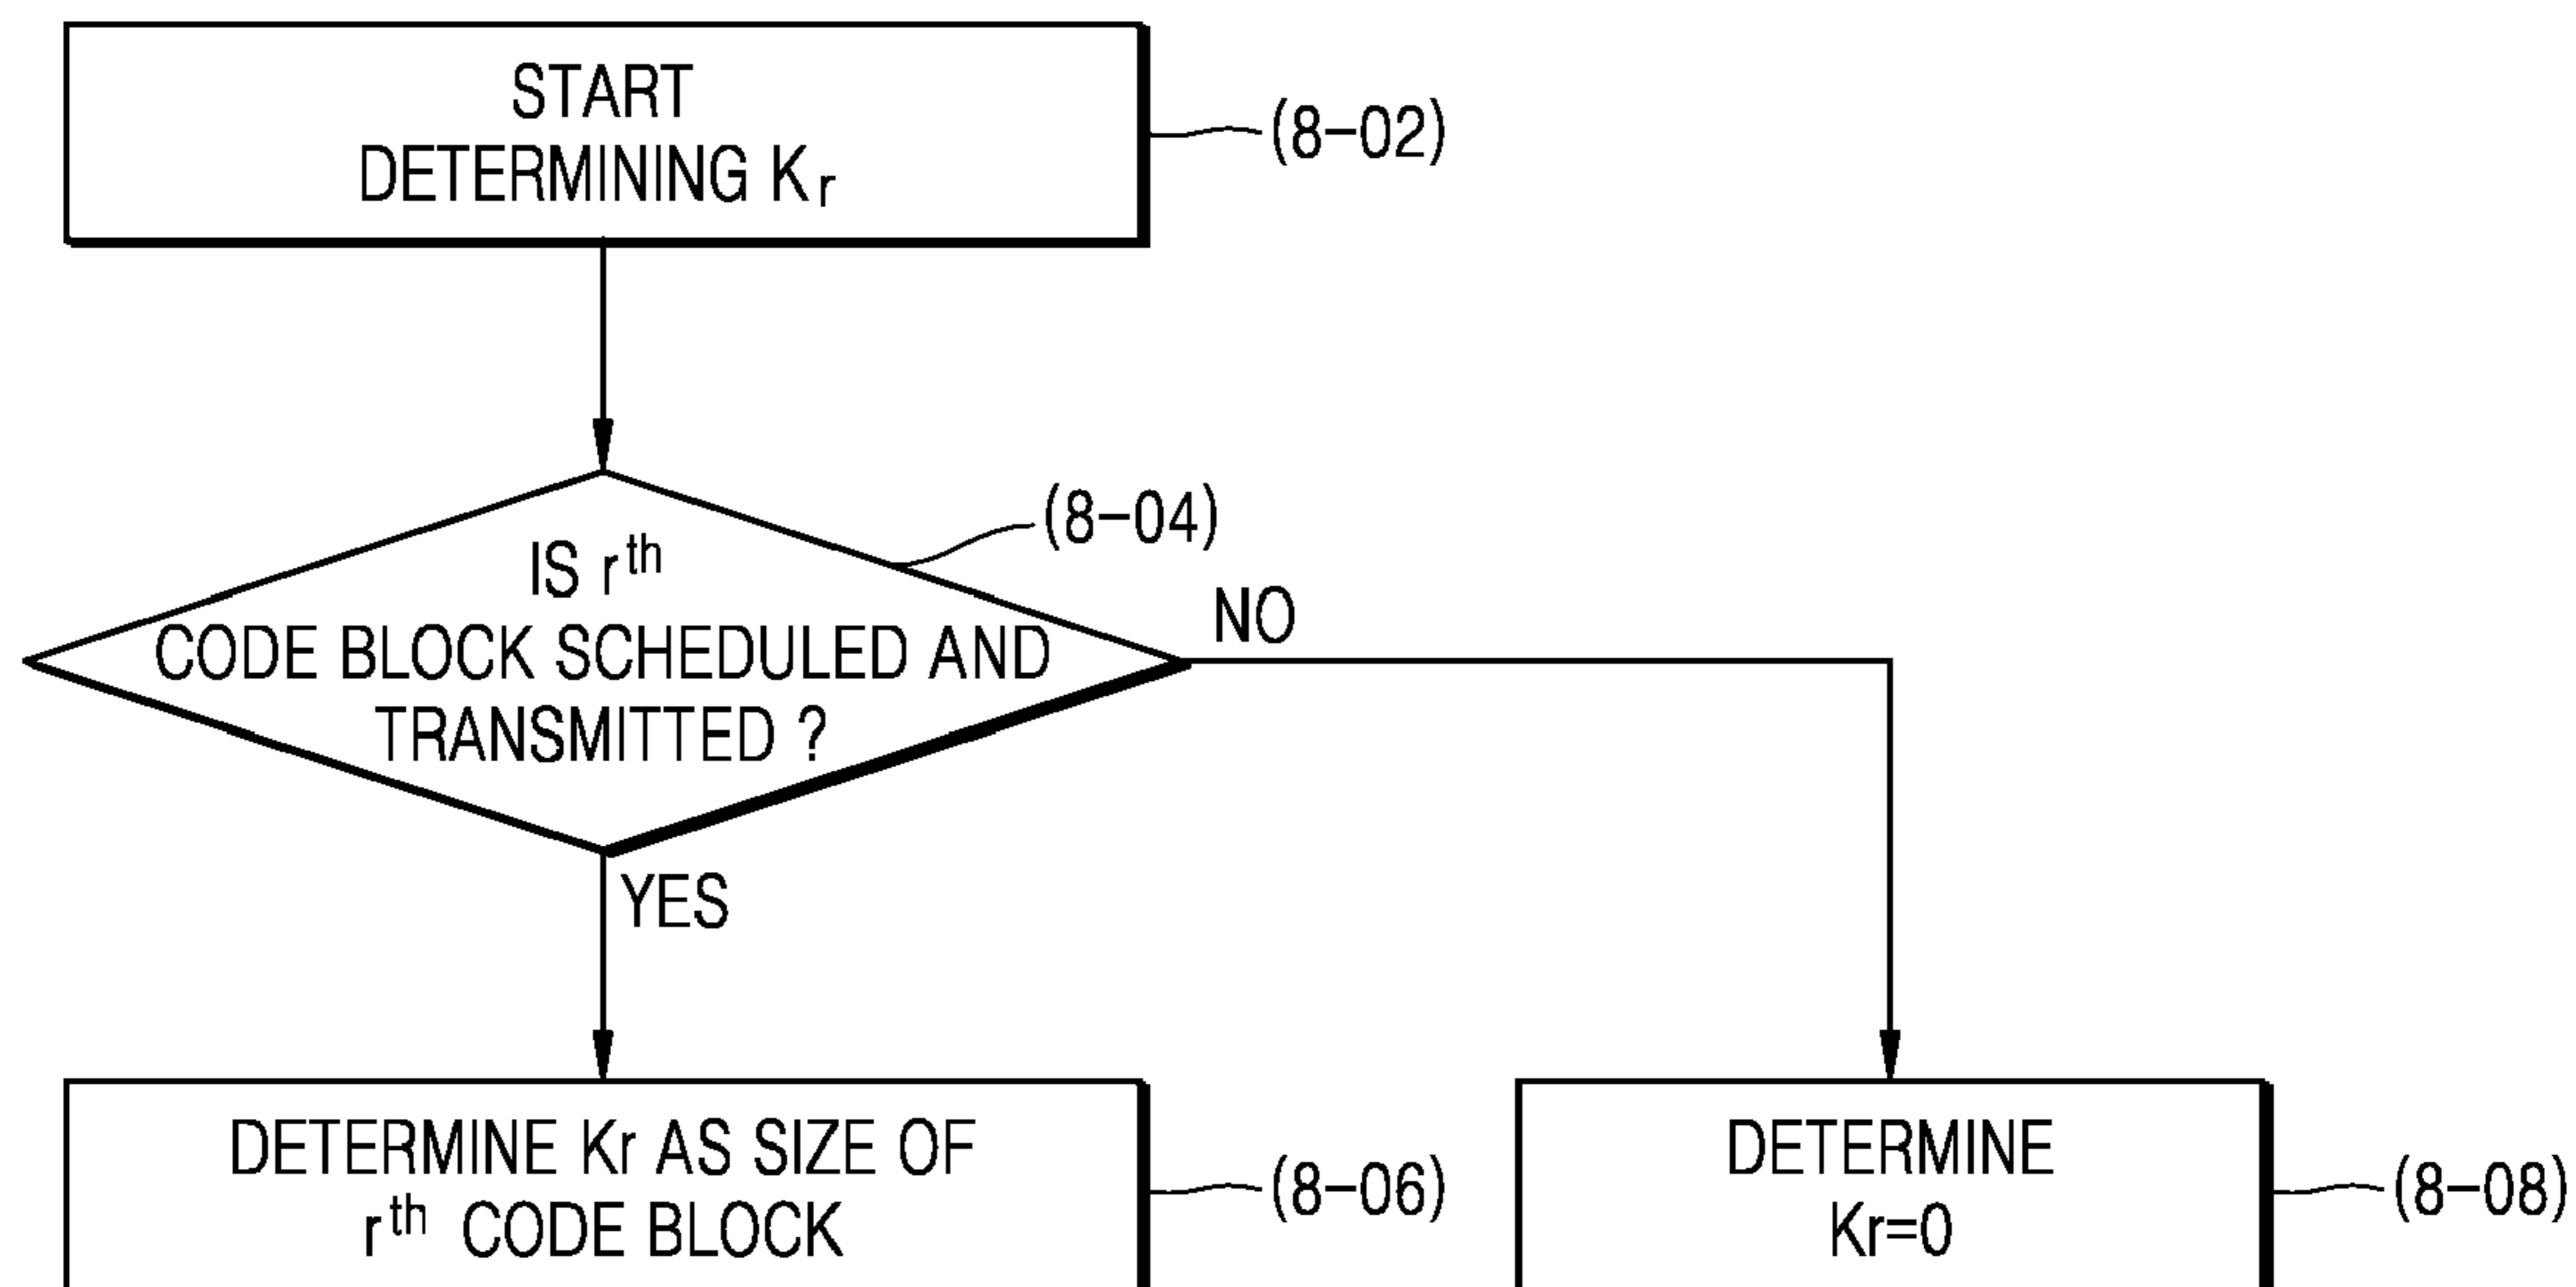 START
DETERMINING Kr
(8-02)
(8-04)
IS rth
CODE BLOCK SCHEDULED AND
TRANSMITTED ?
NO
YES
DETERMINE Kr AS SIZE OF
rth CODE BLOCK
(8-06)
DETERMINE
Kr=0
(8-08)